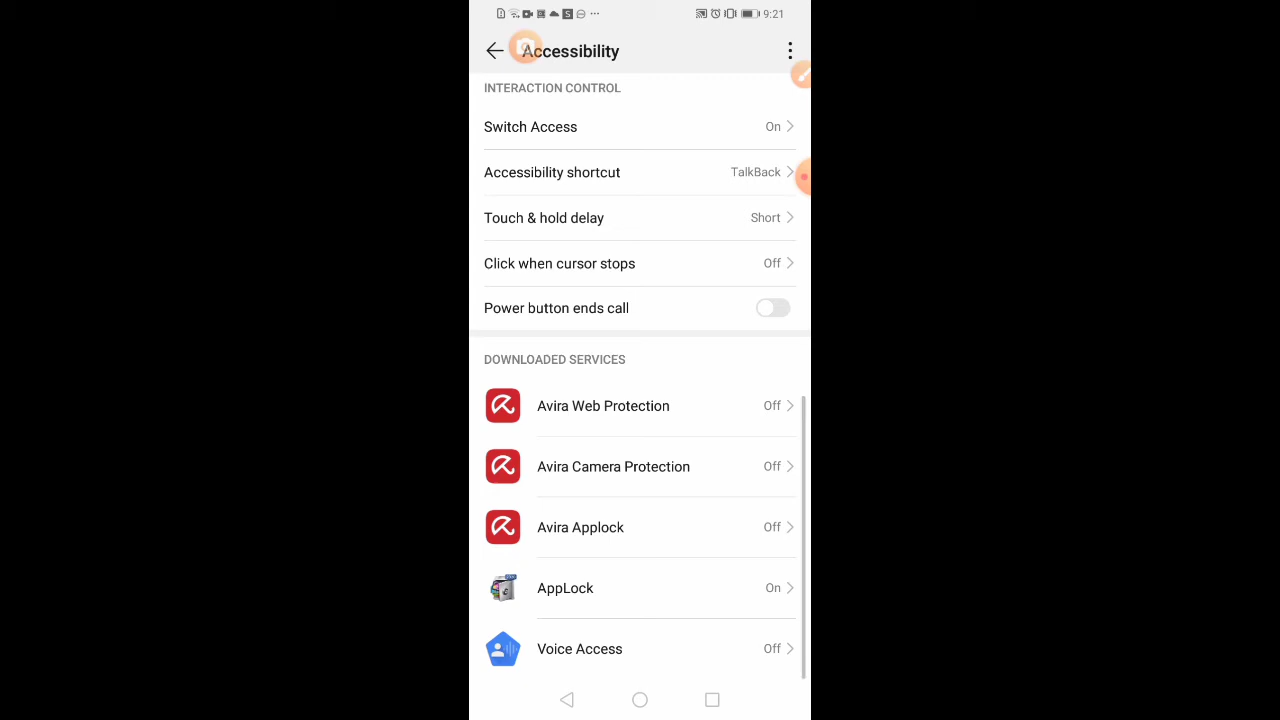 9:21
Accessibility
INTERACTION CONTROL
Switch Access On
Accessibility shortcut TalkBack
Touch & hold delay Short
Click when cursor stops Off
Power button ends call
DOWNLOADED SERVICES
Avira Web Protection Off
Avira Camera Protection Off
Avira Applock Off
AppLock On
Voice Access Off